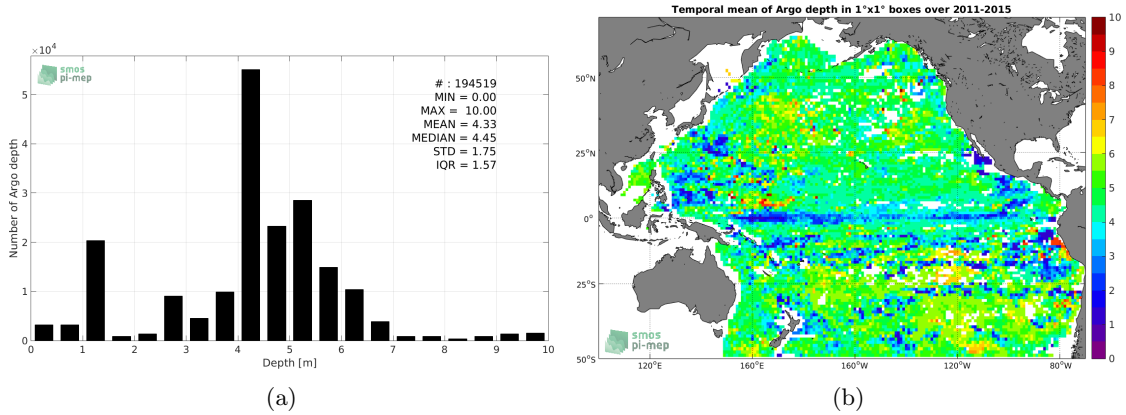 smos
pi-mep
×10⁴
# : 194519
MIN = 0.00
MAX = 10.00
MEAN = 4.33
MEDIAN = 4.45
STD = 1.75
IQR = 1.57
Number of Argo depth
5
4
3
2
1
0
0 1 2 3 4 5 6 7 8 9 10
Depth [m]
(a)
Temporal mean of Argo depth in 1°x1° boxes over 2011-2015
50°N
25°N
0°
25°S
50°S
120°E 160°E 160°W 120°W 80°W
smos
pi-mep
10
9
8
7
6
5
4
3
2
1
0
(b)